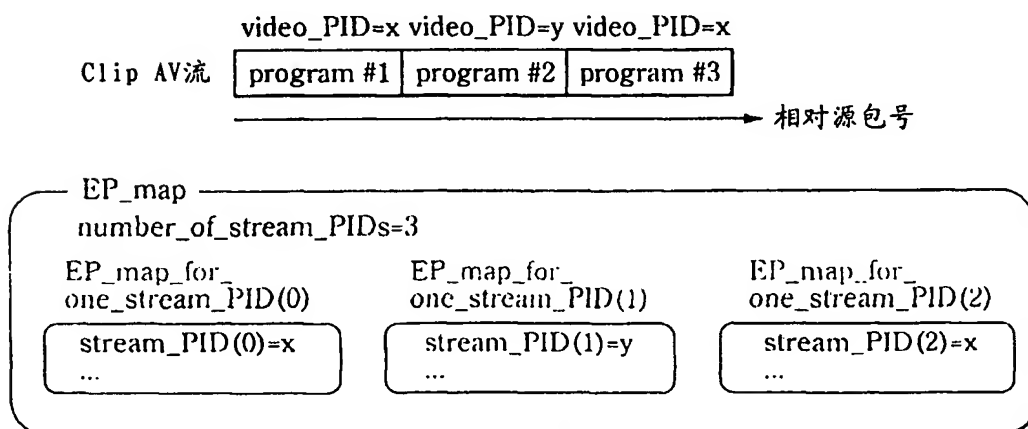 video_PID=x video_PID=y video_PID=x
Clip AV流 program #1 program #2 program #3
相对源包号
EP_map
number_of_stream_PIDs=3
EP_map_for_ EP_map_for_ EP_map_for_
one_stream_PID(0) one_stream_PID(1) one_stream_PID(2)
stream_PID(0)=x stream_PID(1)=y stream_PID(2)=x
... ... ...